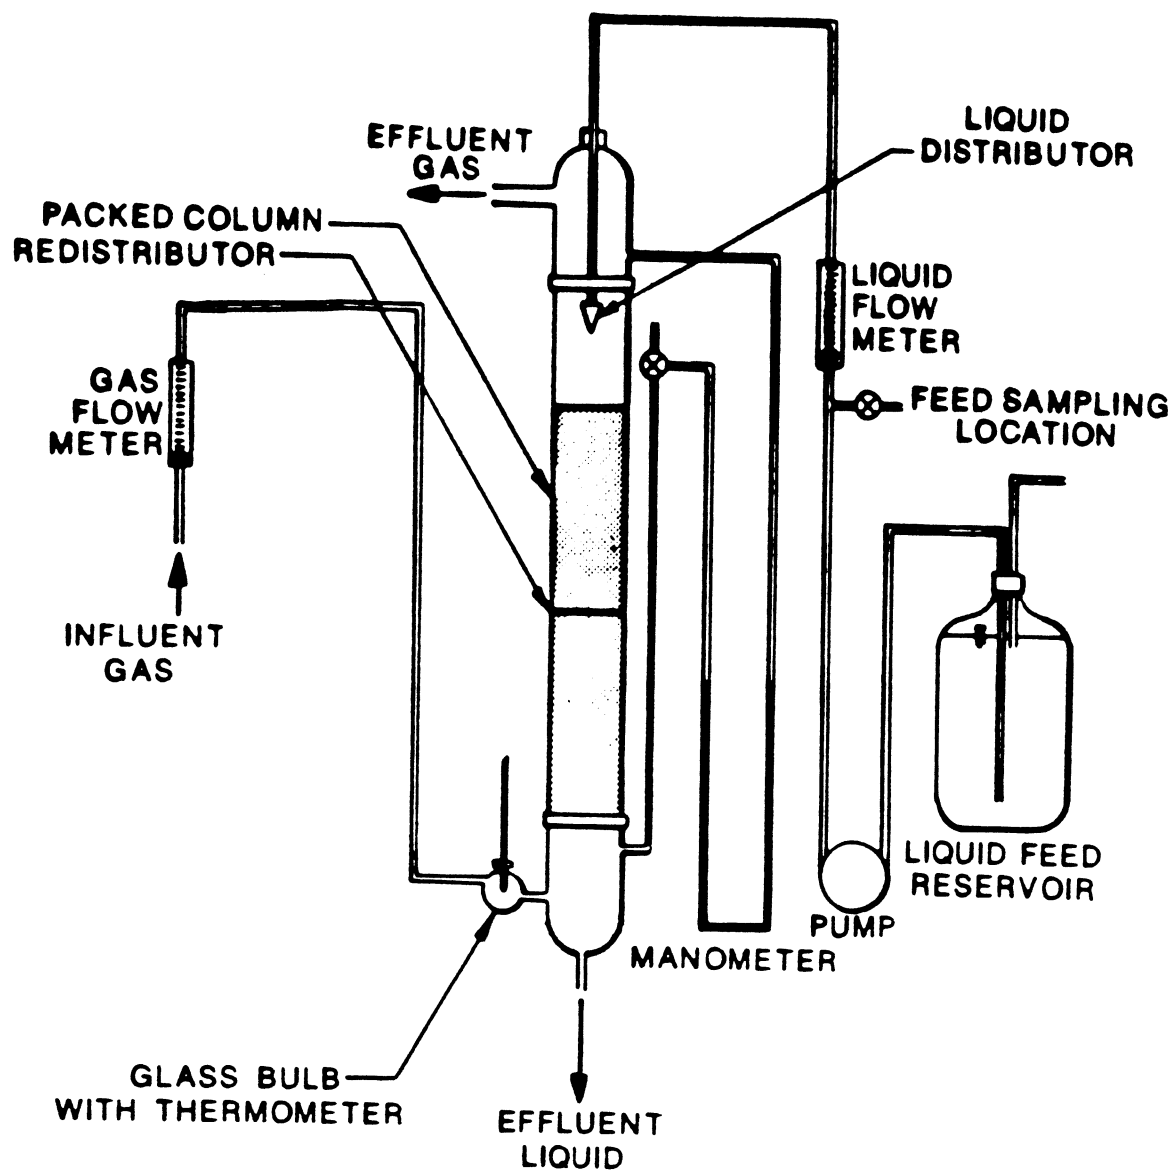 LIQUID
DISTRIBUTOR
EFFLUENT
GAS
PACKED COLUMN
REDISTRIBUTOR
LIQUID
FLOW
METER
GAS
FLOW
METER
FEED SAMPLING
LOCATION
INFLUENT
GAS
LIQUID FEED
RESERVOIR
PUMP
MANOMETER
GLASS BULB
WITH THERMOMETER
EFFLUENT
LIQUID